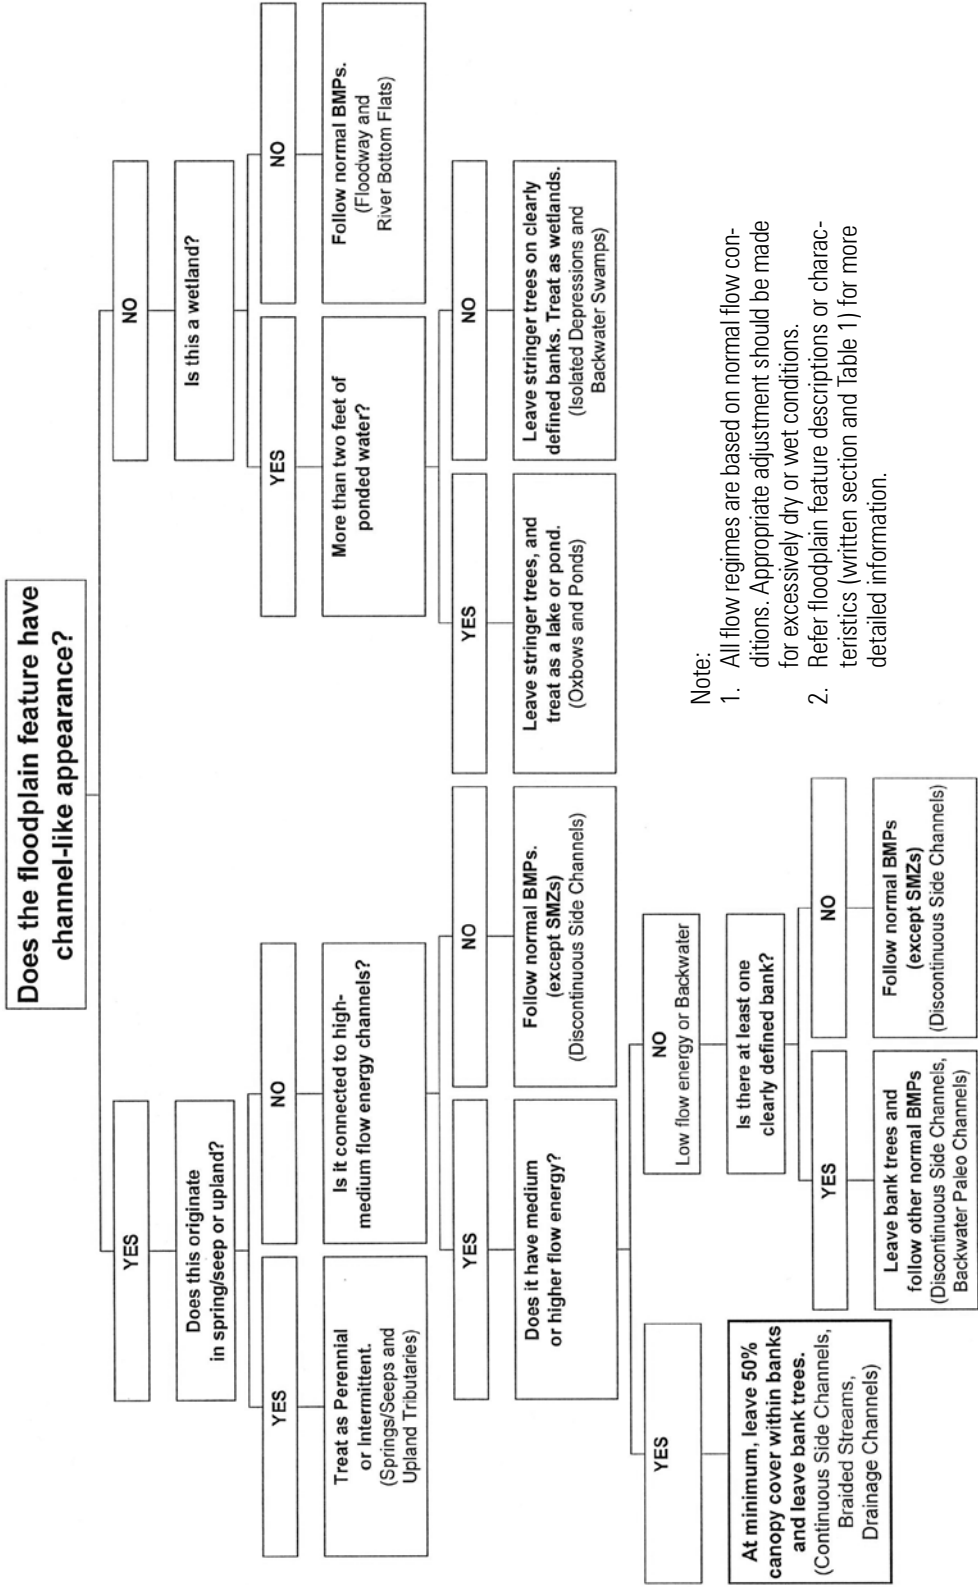 Does the floodplain feature have
channel-like appearance?
YES
Does this originate
in spring/seep or upland?
YES
Treat as Perennial
or Intermittent.
(Springs/Seeps and
Upland Tributaries)
NO
Is it connected to high-
medium flow energy channels?
YES
Does it have medium
or higher flow energy?
YES
At minimum, leave 50%
canopy cover within banks
and leave bank trees.
(Continuous Side Channels,
Braided Streams,
Drainage Channels)
NO
Low flow energy or Backwater
Is there at least one
clearly defined bank?
YES
Leave bank trees and
follow other normal BMPs
(Discontinuous Side Channels,
Backwater Paleo Channels)
NO
Follow normal BMPs
(except SMZs)
(Discontinuous Side Channels)
NO
Follow normal BMPs.
(except SMZs)
(Discontinuous Side Channels)
NO
Is this a wetland?
YES
More than two feet of
ponded water?
YES
Leave stringer trees, and
treat as a lake or pond.
(Oxbows and Ponds)
NO
Leave stringer trees on clearly
defined banks. Treat as wetlands.
(Isolated Depressions and
Backwater Swamps)
NO
Follow normal BMPs.
(Floodway and
River Bottom Flats)
Note:
1. All flow regimes are based on normal flow con-
ditions. Appropriate adjustment should be made
for excessively dry or wet conditions.
2. Refer floodplain feature descriptions or charac-
teristics (written section and Table 1) for more
detailed information.